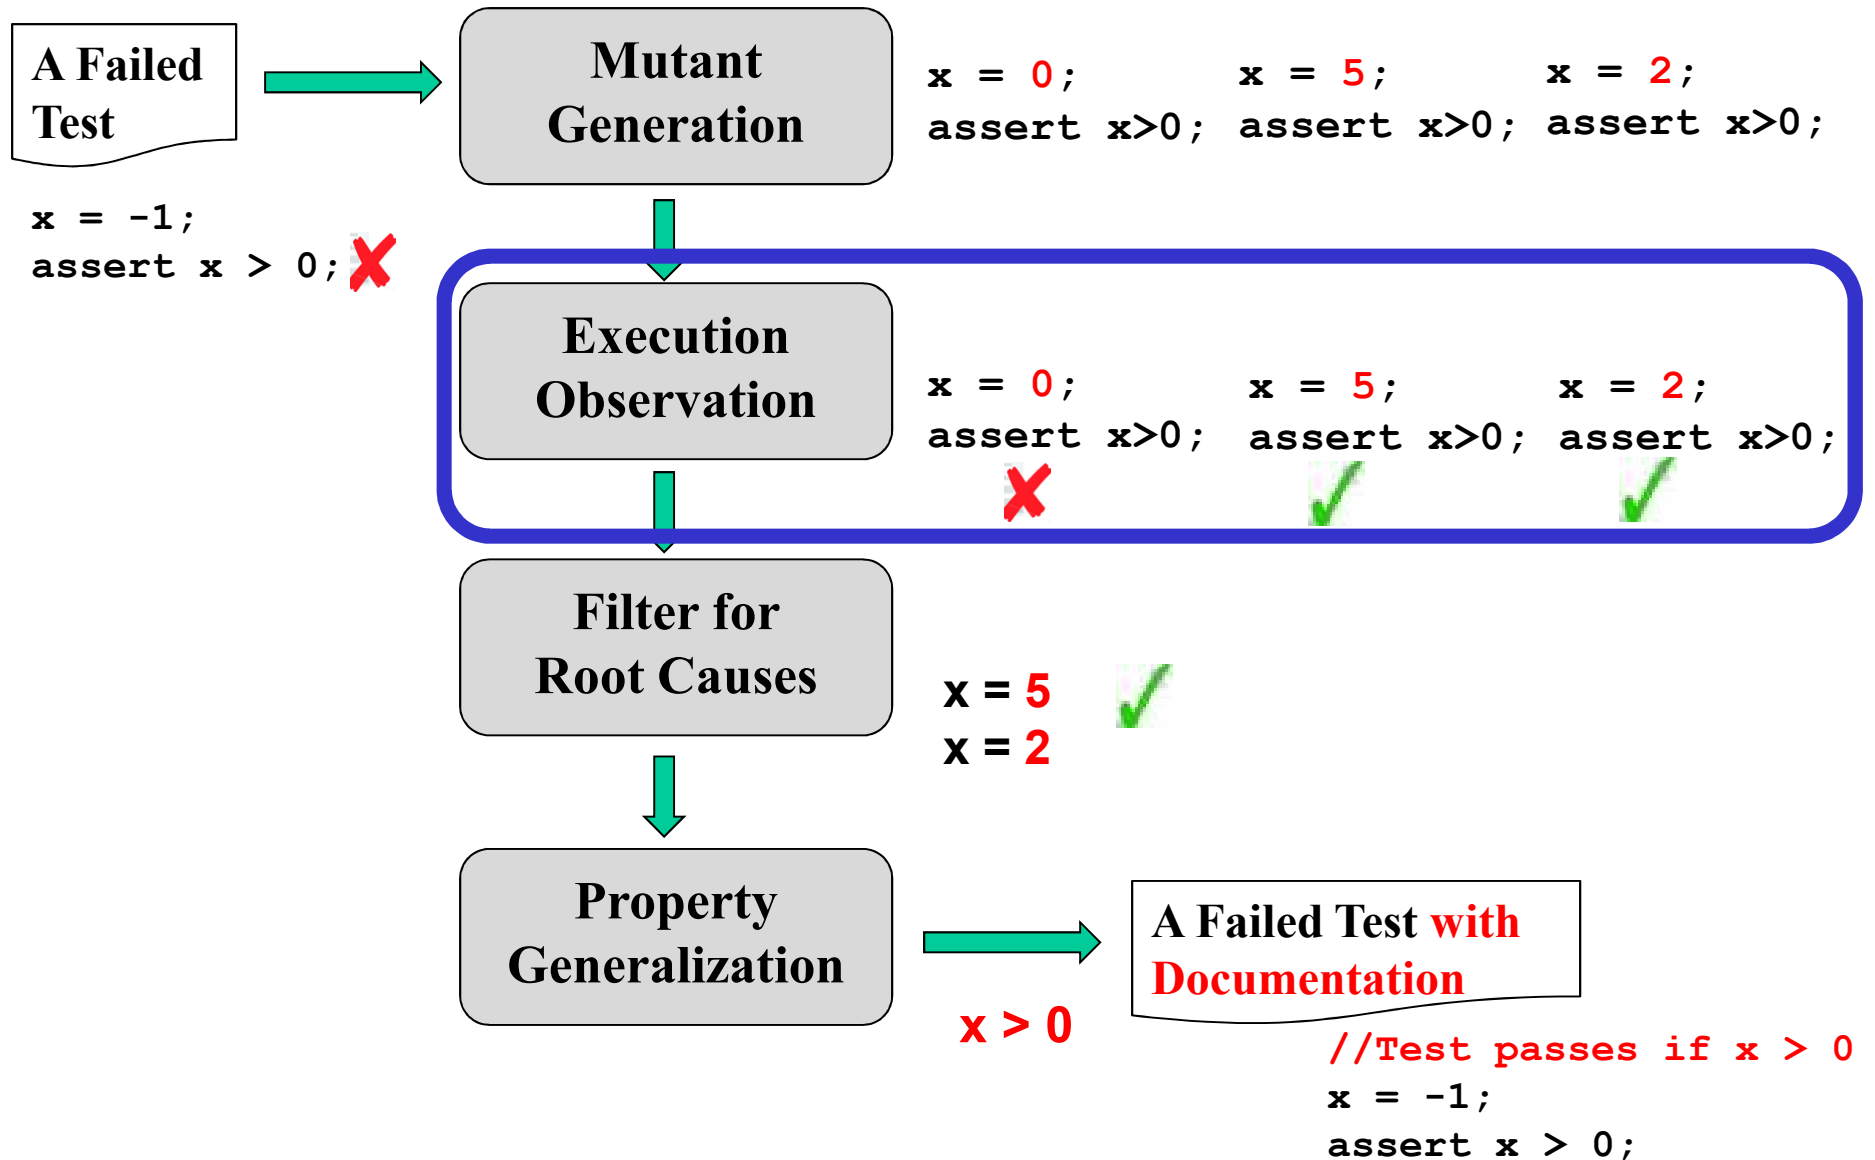 A Failed
Test
x = -1;
assert x > 0;
Mutant
Generation
x = 0;
assert x>0;
x = 5;
assert x>0;
x = 2;
assert x>0;
Execution
Observation
x = 0;
assert x>0;
x = 5;
assert x>0;
x = 2;
assert x>0;
Filter for
Root Causes
x = 5
x = 2
Property
Generalization
x > 0
A Failed Test with
Documentation
//Test passes if x > 0
x = -1;
assert x > 0;